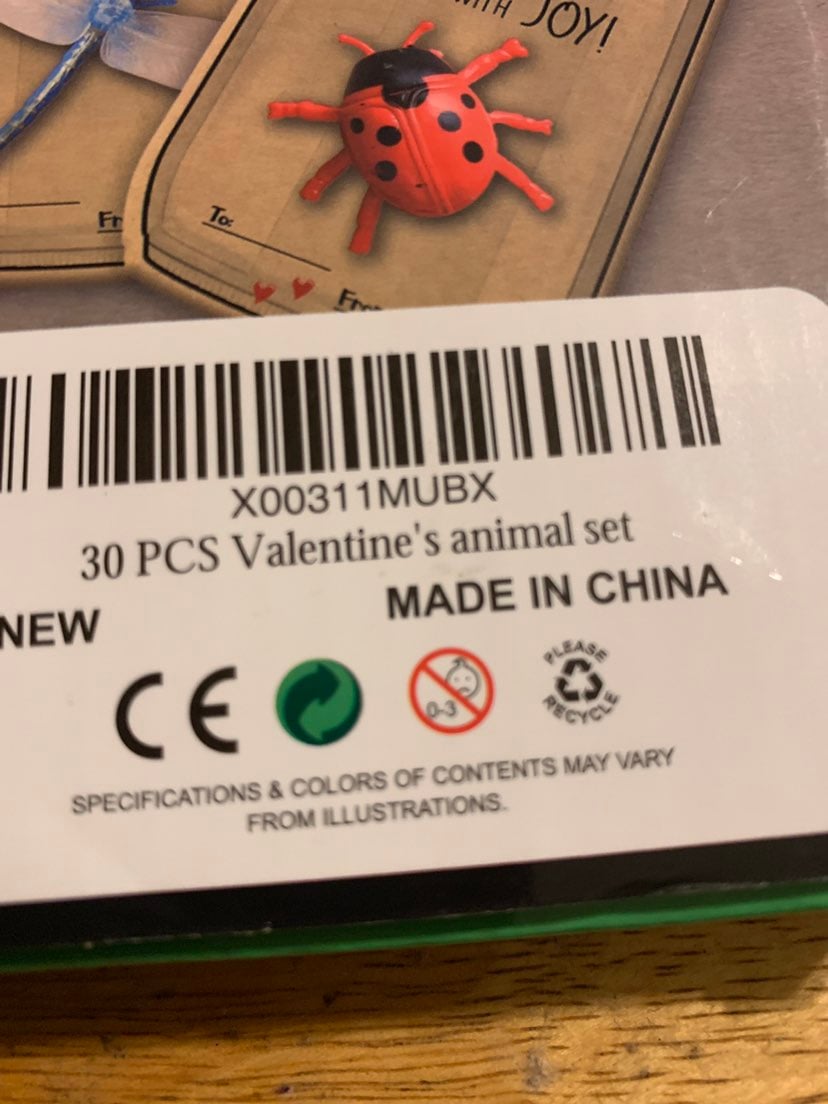 WITH JOY!
To:
X00311MUBX
30 PCS Valentine's animal set
NEW
MADE IN CHINA
CE
0-3
PLEASE
RECYCLE
SPECIFICATIONS & COLORS OF CONTENTS MAY VARY
FROM ILLUSTRATIONS.